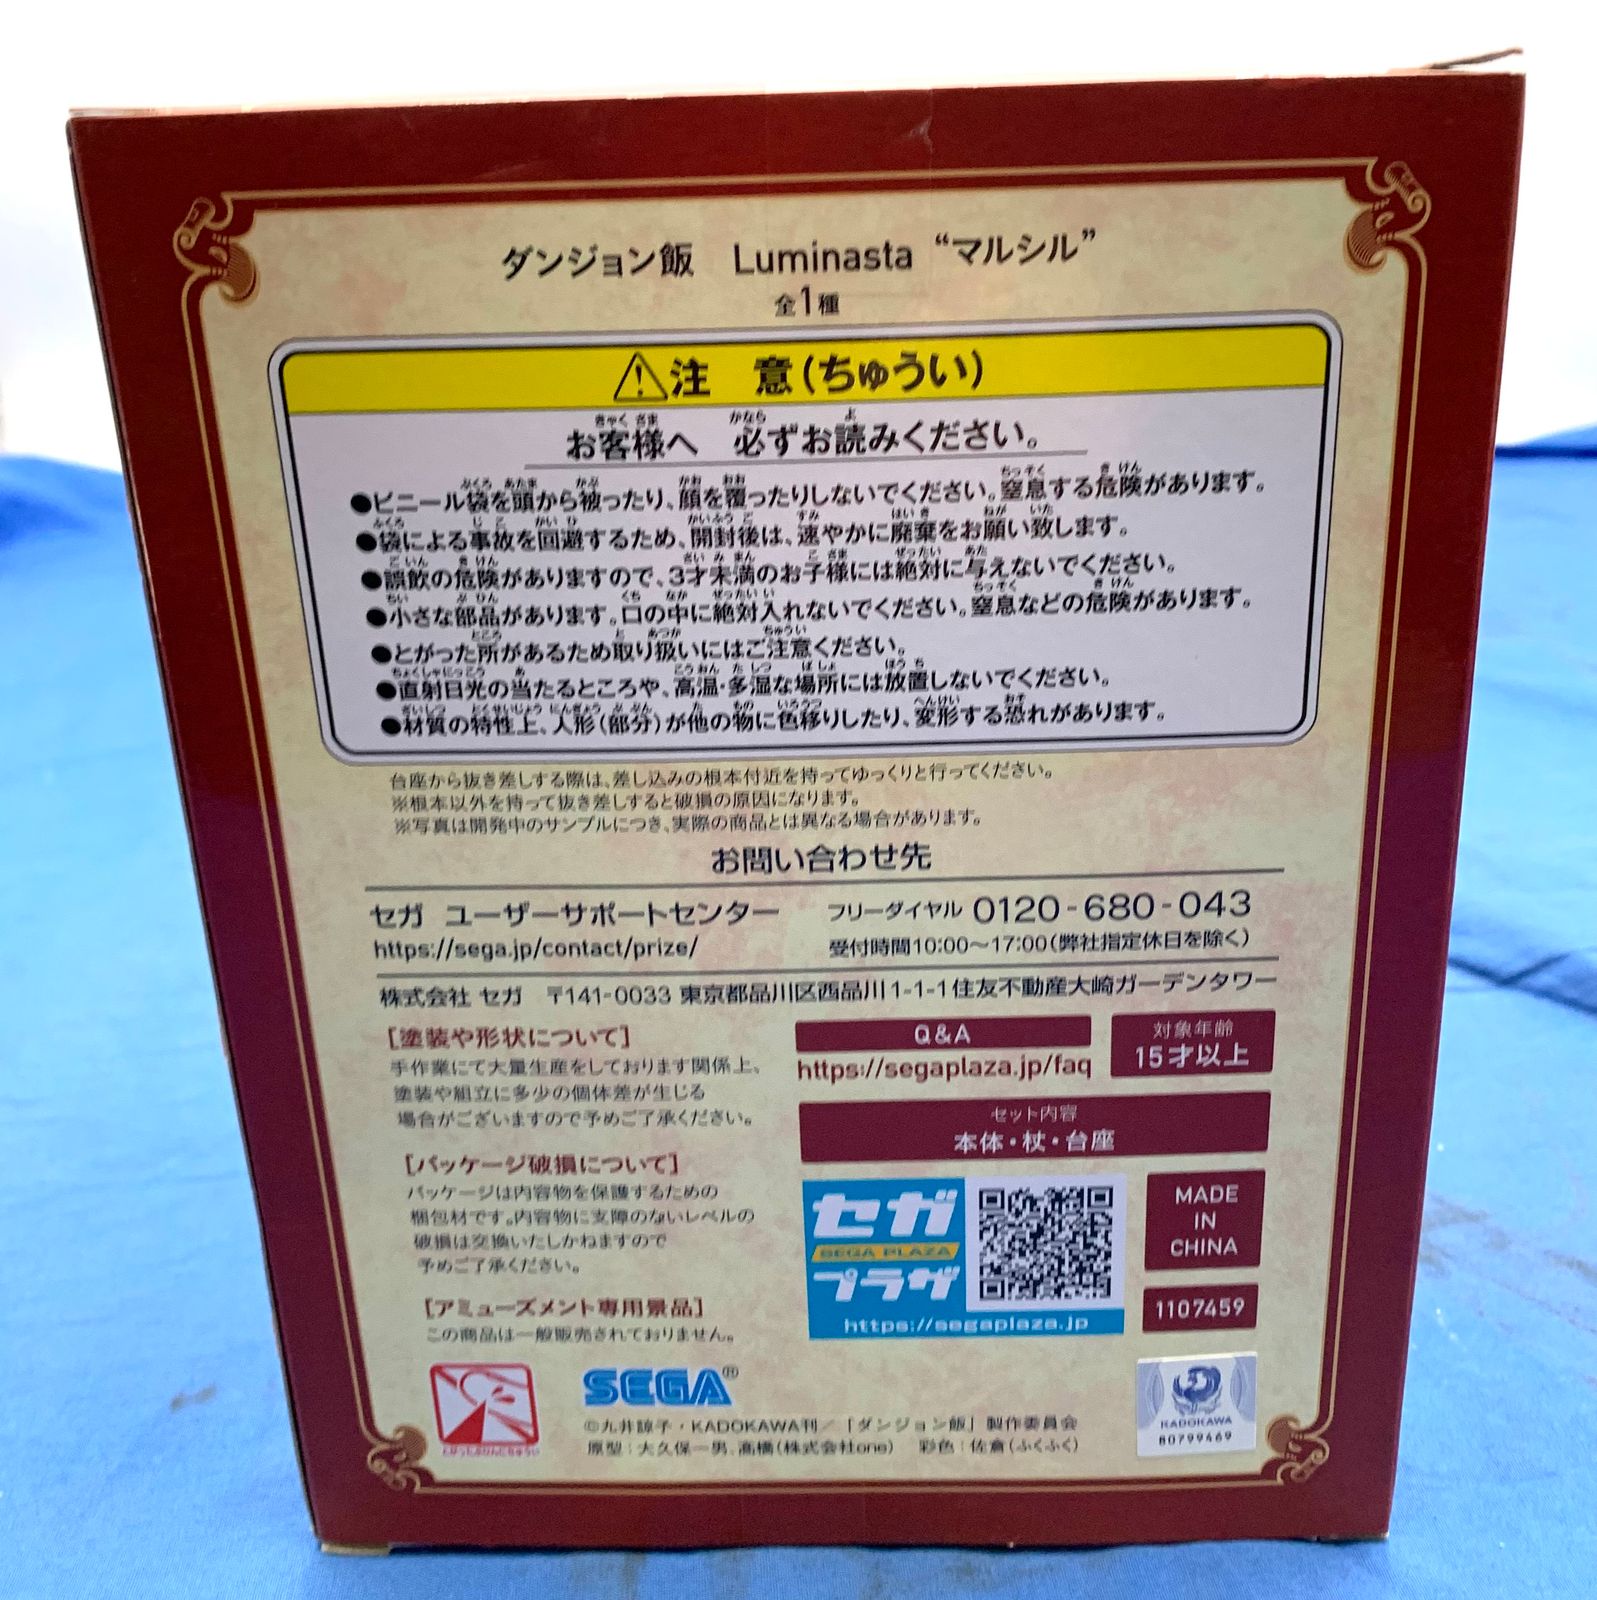 ダンジョン飯 Luminasta “マルシル”
全1種
⚠注 意(ちゅうい)
お客様へ 必ずお読みください。
●ビニール袋を頭から被ったり、顔を覆ったりしないでください。窒息する危険があります。
●袋による事故を回避するため、開封後は、速やかに廃棄をお願い致します。
●誤飲の危険がありますので、3才未満のお子様には絶対に与えないでください。
●小さな部品があります。口の中に絶対入れないでください。窒息などの危険があります。
●とがった所があるため取り扱いにはご注意ください。
●直射日光の当たるところや、高温・多湿な場所には放置しないでください。
●材質の特性上、人形(部分)が他の物に色移りしたり、変形する恐れがあります。
台座から抜き差しする際は、差し込みの根本付近を持ってゆっくりと行ってください。
※根本以外を持って抜き差しすると破損の原因になります。
※写真は開発中のサンプルにつき、実際の商品とは異なる場合があります。
お問い合わせ先
セガ ユーザーサポートセンター フリーダイヤル 0120-680-043
https://sega.jp/contact/prize/ 受付時間10:00〜17:00(弊社指定休日を除く)
株式会社 セガ 〒141-0033 東京都品川区西品川1-1-1住友不動産大崎ガーデンタワー
[塗装や形状について]
手作業にて大量生産をしております関係上、
塗装や組立に多少の個体差が生じる
場合がございますので予めご了承ください。
[パッケージ破損について]
パッケージは内容物を保護するための
梱包材です。内容物に支障のないレベルの
破損は交換いたしかねますので
予めご了承ください。
[アミューズメント専用景品]
この商品は一般販売されておりません。
Q&A
https://segaplaza.jp/faq
対象年齢
15才以上
セット内容
本体・杖・台座
セガ
SEGA PLAZA
プラザ
https://segaplaza.jp
MADE
IN
CHINA
1107459
とがったぶひんにちゅうい
SEGA®
©九井諒子・KADOKAWA刊/「ダンジョン飯」製作委員会
原型:大久保一男、髙橋(株式会社one) 彩色:佐倉(ふくふく)
KADOKAWA
80799469